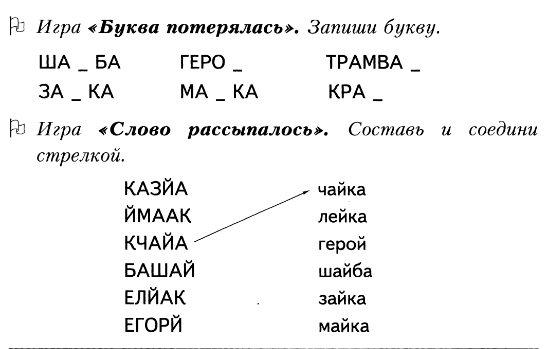 Игра «Буква потерялась». Запиши букву.
ША _ БА ГЕРО _ ТРАМВА _
ЗА _ КА МА _ КА КРА _
Игра «Слово рассыпалось». Составь и соедини
стрелкой.
КАЗЙА чайка
ЙМААК лейка
КЧАЙА герой
БАШАЙ шайба
ЕЛЙАК зайка
ЕГОРЙ майка